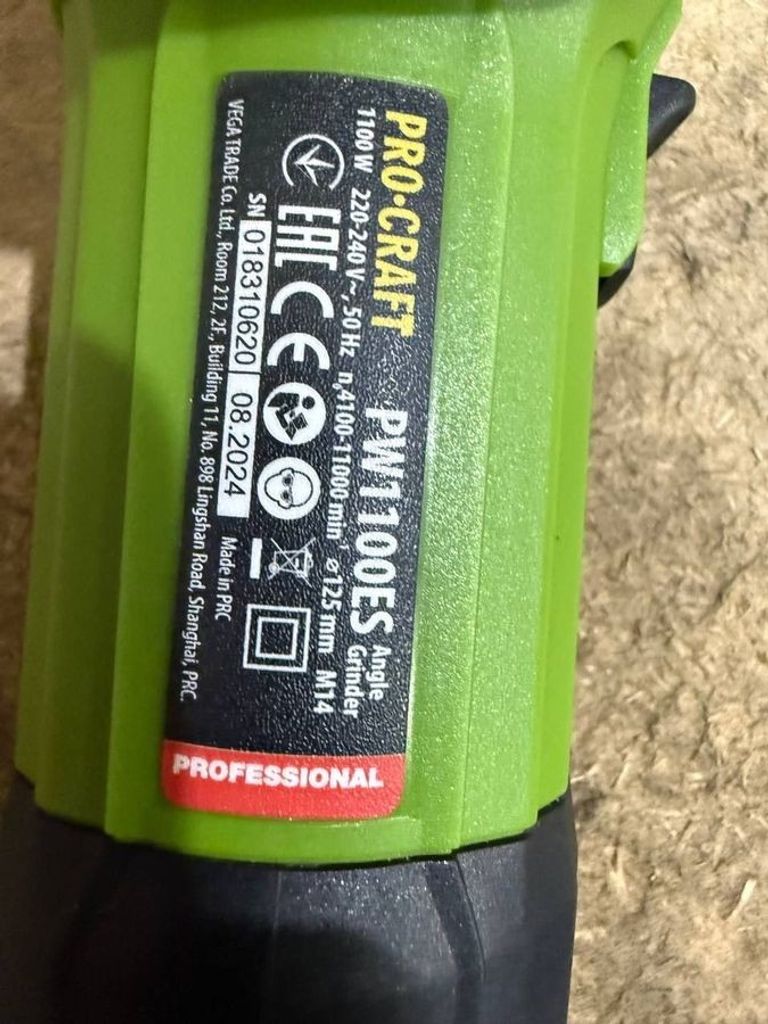 PRO·CRAFT PW1100ES Angle Grinder
1100 W 220-240 V~, 50 Hz n₀4100-11000 min⁻¹ ⌀125 mm M14
EAC CE
SN 018310620 08.2024 Made in PRC
VEGA TRADE Co. Ltd., Room 212, 2F, Building 11, No. 898 Lingshan Road, Shanghai, PRC.
PROFESSIONAL